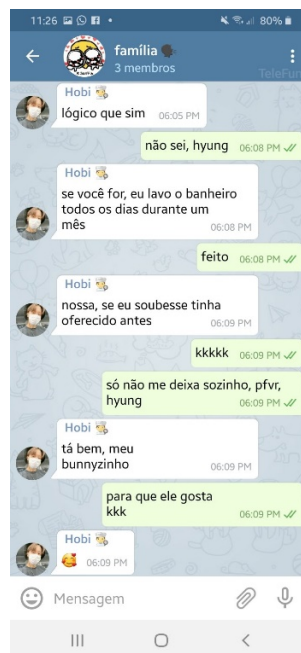 11:26 80%
família 🗣
3 membros
TeleFun
Hobi
lógico que sim 06:05 PM
não sei, hyung 06:08 PM
Hobi
se você for, eu lavo o banheiro
todos os dias durante um
mês 06:08 PM
feito 06:08 PM
Hobi
nossa, se eu soubesse tinha
oferecido antes 06:09 PM
kkkkk 06:09 PM
só não me deixa sozinho, pfvr,
hyung 06:09 PM
Hobi
tá bem, meu
bunnyzinho 06:09 PM
para que ele gosta
kkk 06:09 PM
Hobi
🥰 06:09 PM
Mensagem